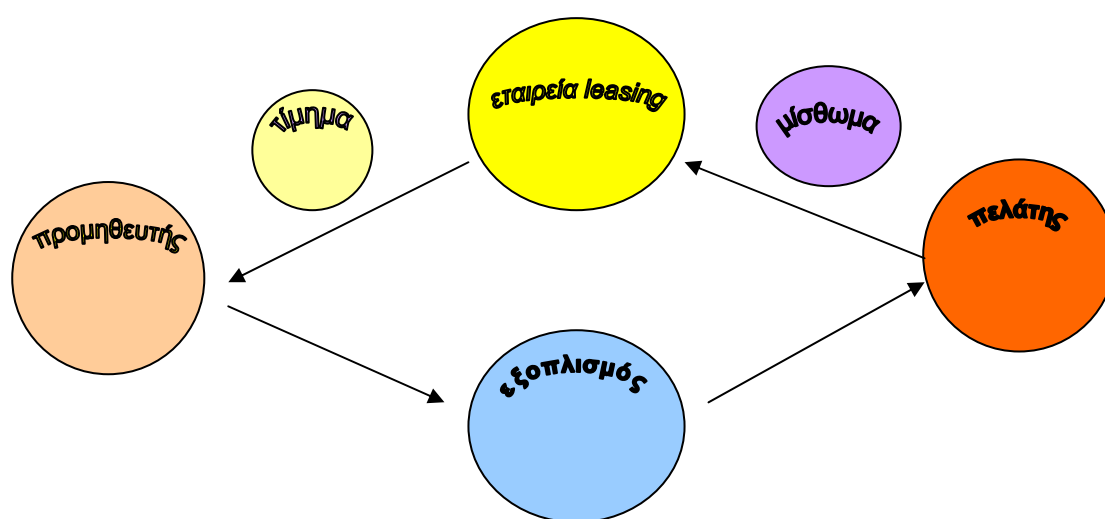 εταιρεία leasing
τίμημα
μίσθωμα
προμηθευτής
πελάτης
εξοπλισμός